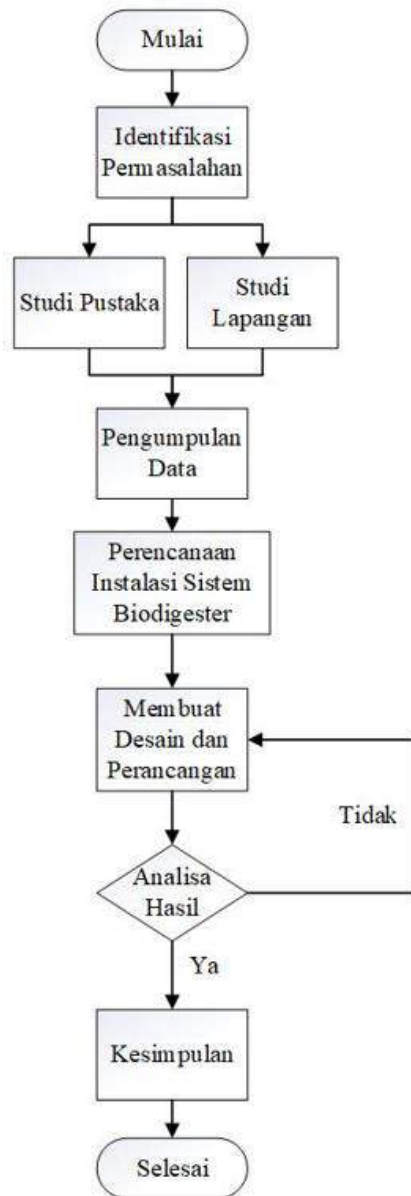 Mulai
Identifikasi
Permasalahan
Studi Pustaka
Studi
Lapangan
Pengumpulan
Data
Perencanaan
Instalasi Sistem
Biodigester
Membuat
Desain dan
Perancangan
Tidak
Analisa
Hasil
Ya
Kesimpulan
Selesai